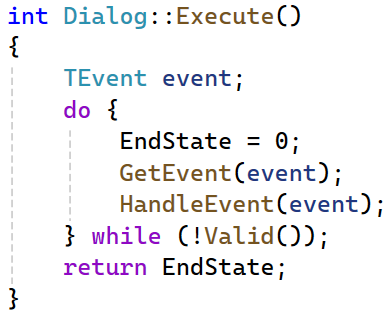 int Dialog::Execute()
{
    TEvent event;
    do {
        EndState = 0;
        GetEvent(event);
        HandleEvent(event);
    } while (!Valid());
    return EndState;
}